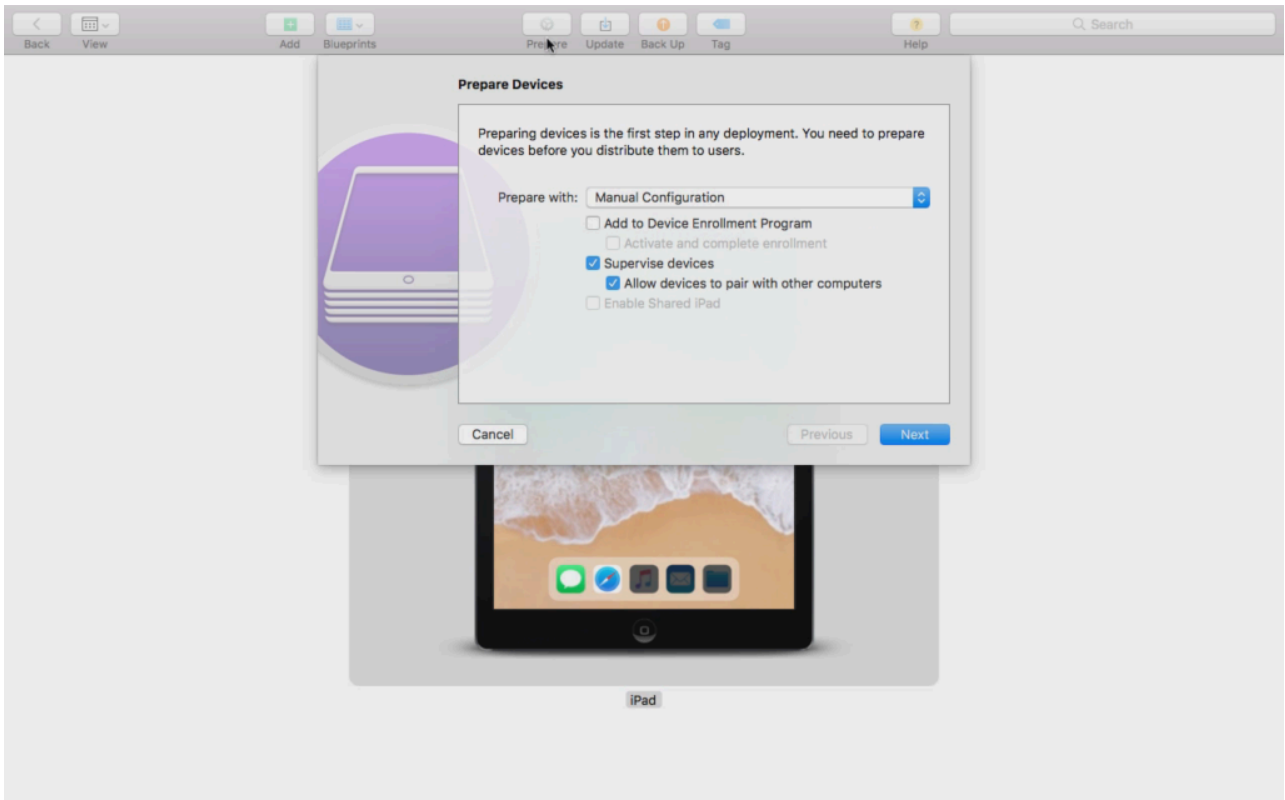 Back View Add Blueprints Prepare Update Back Up Tag Help Search
Prepare Devices
Preparing devices is the first step in any deployment. You need to prepare
devices before you distribute them to users.
Prepare with: Manual Configuration
Add to Device Enrollment Program
Activate and complete enrollment
Supervise devices
Allow devices to pair with other computers
Enable Shared iPad
Cancel Previous Next
iPad